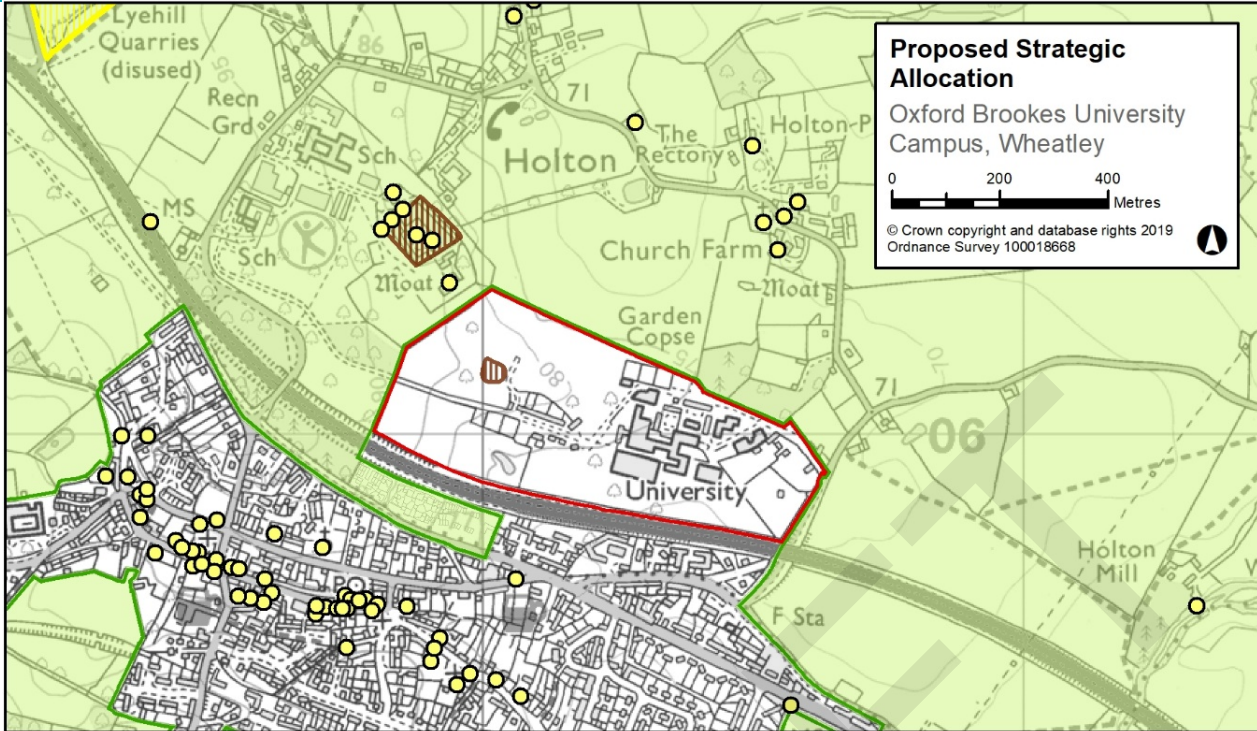 Lyehill
Quarries
(disused)
86
95
Recn
Grd
Sch
MS
Sch
Moat
Holton
71
The
Rectory
Holton P
Church Farm
Moat
Garden
Copse
80
University
71
70
06
Holton
Mill
F Sta
Proposed Strategic
Allocation
Oxford Brookes University
Campus, Wheatley
0 200 400
Metres
© Crown copyright and database rights 2019
Ordnance Survey 100018668